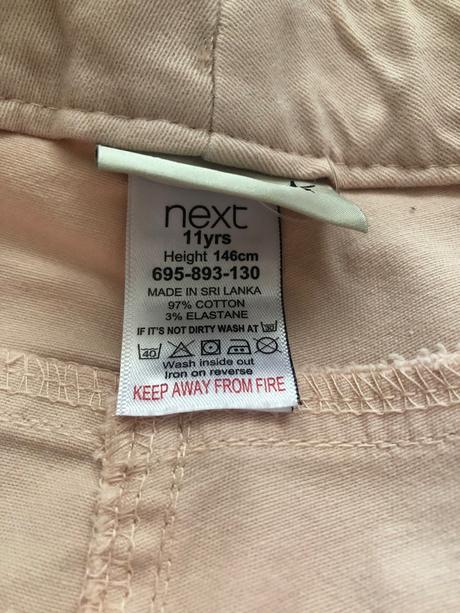 next
11yrs
Height 146cm
695-893-130
MADE IN SRI LANKA
97% COTTON
3% ELASTANE
IF IT'S NOT DIRTY WASH AT 30
40
Wash inside out
Iron on reverse
KEEP AWAY FROM FIRE